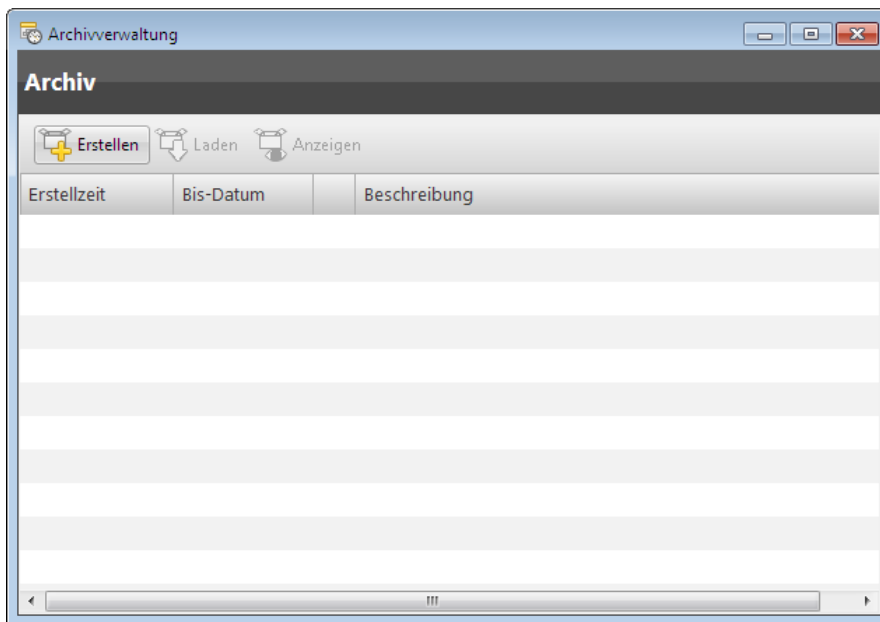 Archivverwaltung
Archiv
Erstellen Laden Anzeigen
Erstellzeit Bis-Datum Beschreibung